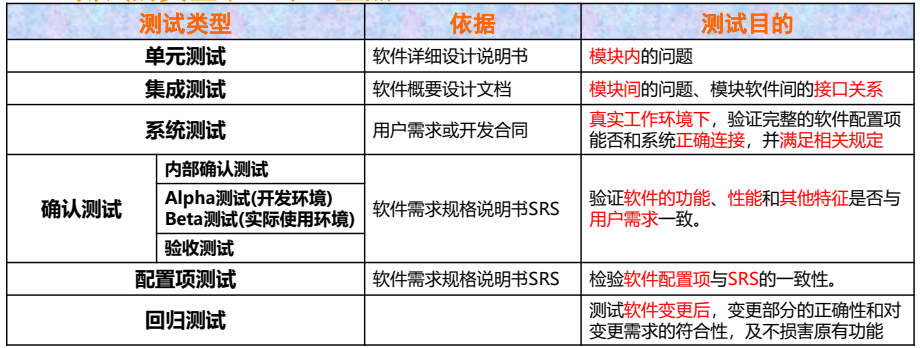 测试类型 依据 测试目的
单元测试 软件详细设计说明书 模块内的问题
集成测试 软件概要设计文档 模块间的问题、模块软件间的接口关系
系统测试 用户需求或开发合同 真实工作环境下，验证完整的软件配置项
能否和系统正确连接，并满足相关规定
确认测试 内部确认测试 软件需求规格说明书SRS 验证软件的功能、性能和其他特征是否与
用户需求一致。
Alpha测试(开发环境)
Beta测试(实际使用环境)
验收测试
配置项测试 软件需求规格说明书SRS 检验软件配置项与SRS的一致性。
回归测试 测试软件变更后，变更部分的正确性和对
变更需求的符合性，及不损害原有功能